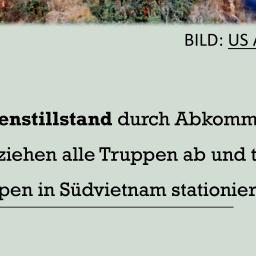 BILD: US A
enstillstand durch Abkomm
ziehen alle Truppen ab und t
pen in Südvietnam stationier